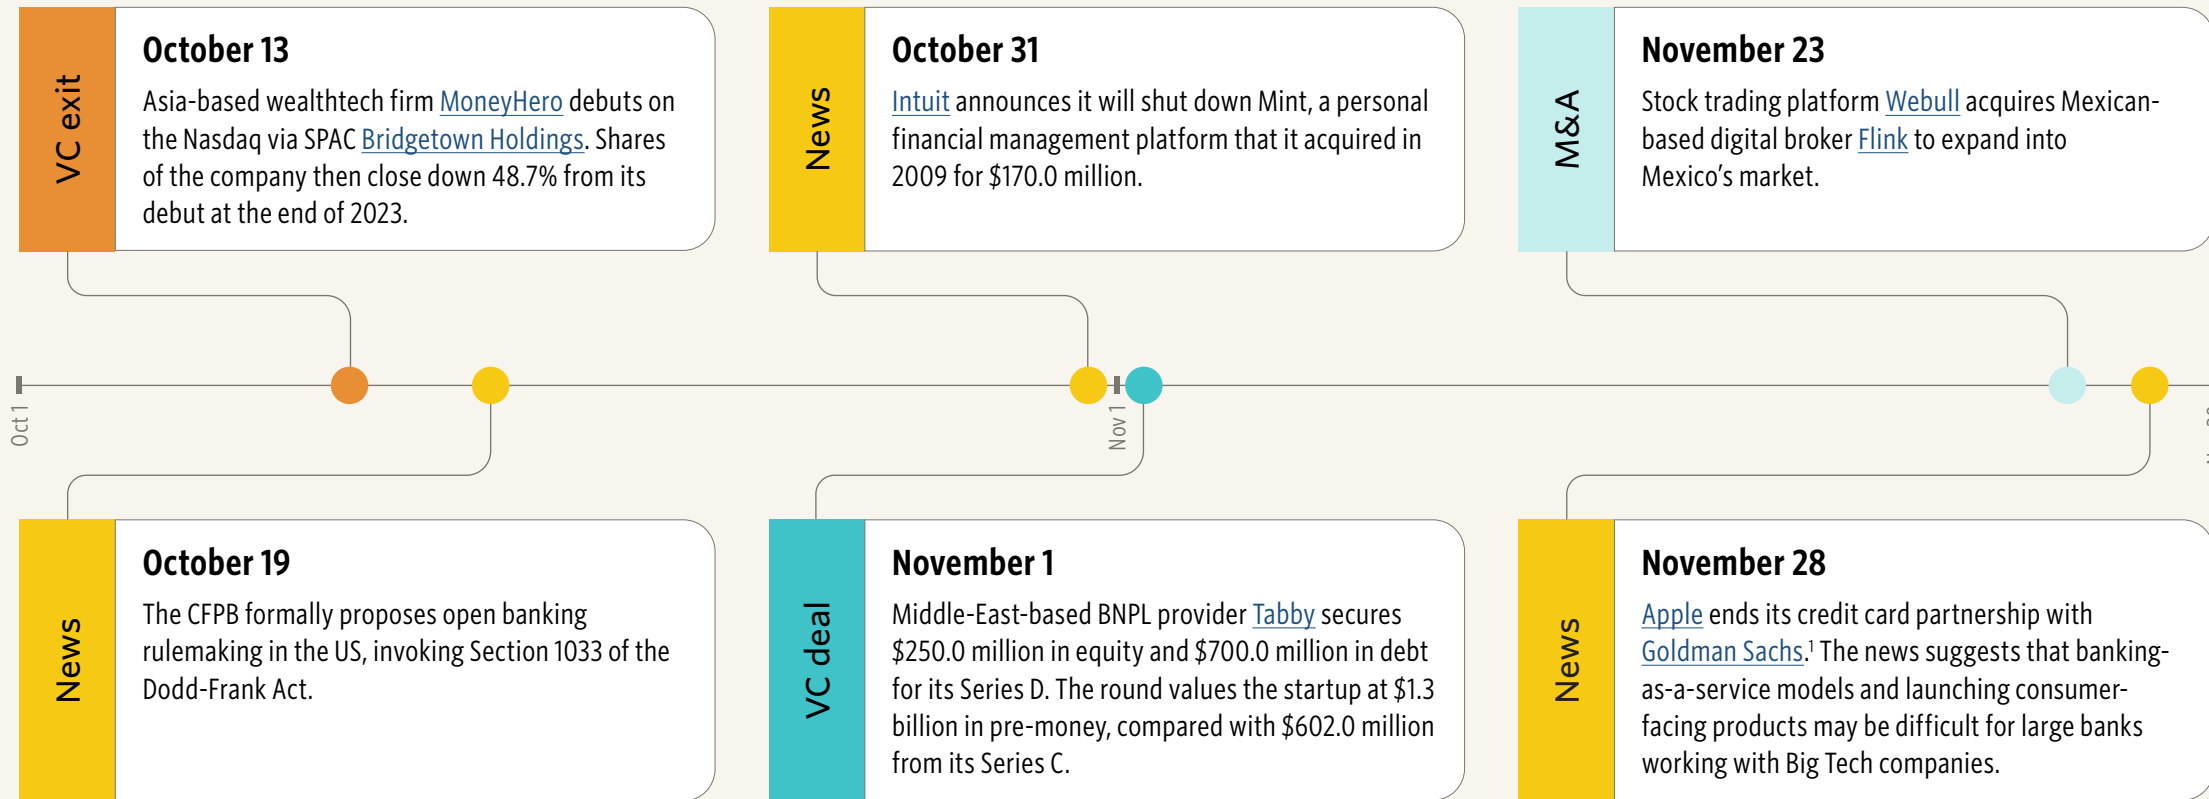 VC exit
October 13
Asia-based wealthtech firm MoneyHero debuts on
the Nasdaq via SPAC Bridgetown Holdings. Shares
of the company then close down 48.7% from its
debut at the end of 2023.
News
October 31
Intuit announces it will shut down Mint, a personal
financial management platform that it acquired in
2009 for $170.0 million.
M&A
November 23
Stock trading platform Webull acquires Mexican-
based digital broker Flink to expand into
Mexico’s market.
Oct 1
Nov 1
News
October 19
The CFPB formally proposes open banking
rulemaking in the US, invoking Section 1033 of the
Dodd-Frank Act.
VC deal
November 1
Middle-East-based BNPL provider Tabby secures
$250.0 million in equity and $700.0 million in debt
for its Series D. The round values the startup at $1.3
billion in pre-money, compared with $602.0 million
from its Series C.
News
November 28
Apple ends its credit card partnership with
Goldman Sachs.¹ The news suggests that banking-
as-a-service models and launching consumer-
facing products may be difficult for large banks
working with Big Tech companies.